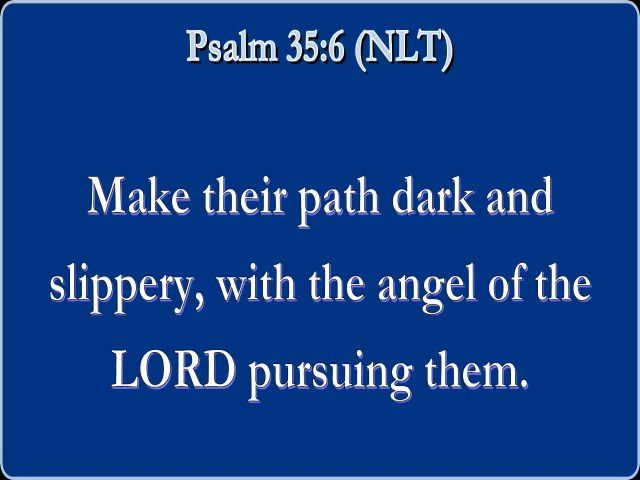 Psalm 35:6 (NLT)
Make their path dark and
slippery, with the angel of the
LORD pursuing them.